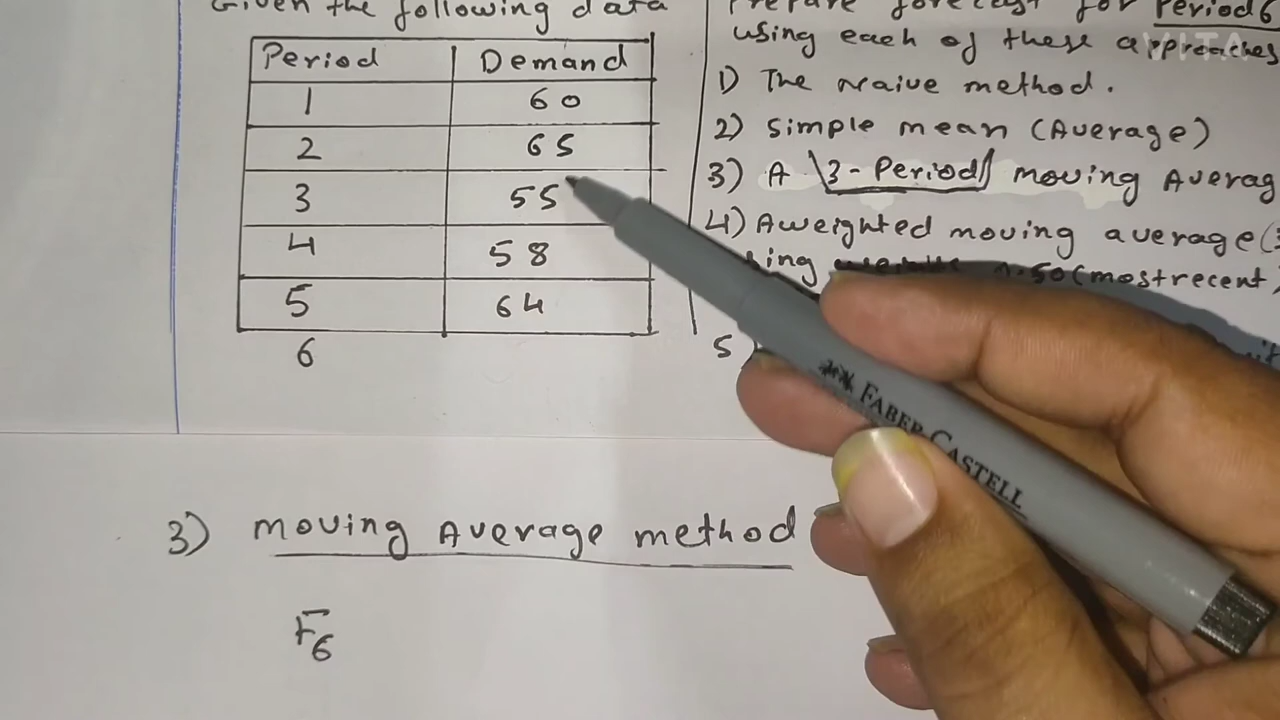 Given the following data
Period Demand
1 60
2 65
3 55
4 58
5 64
6
Prepare forecast for Period 6
using each of these approaches
1) The naive method.
2) simple mean (Average)
3) A 3-Period moving Averag
4) A weighted moving average (
0.50 (most recent)
5)
3) moving Average method
F6
FABER CASTELL
VITA